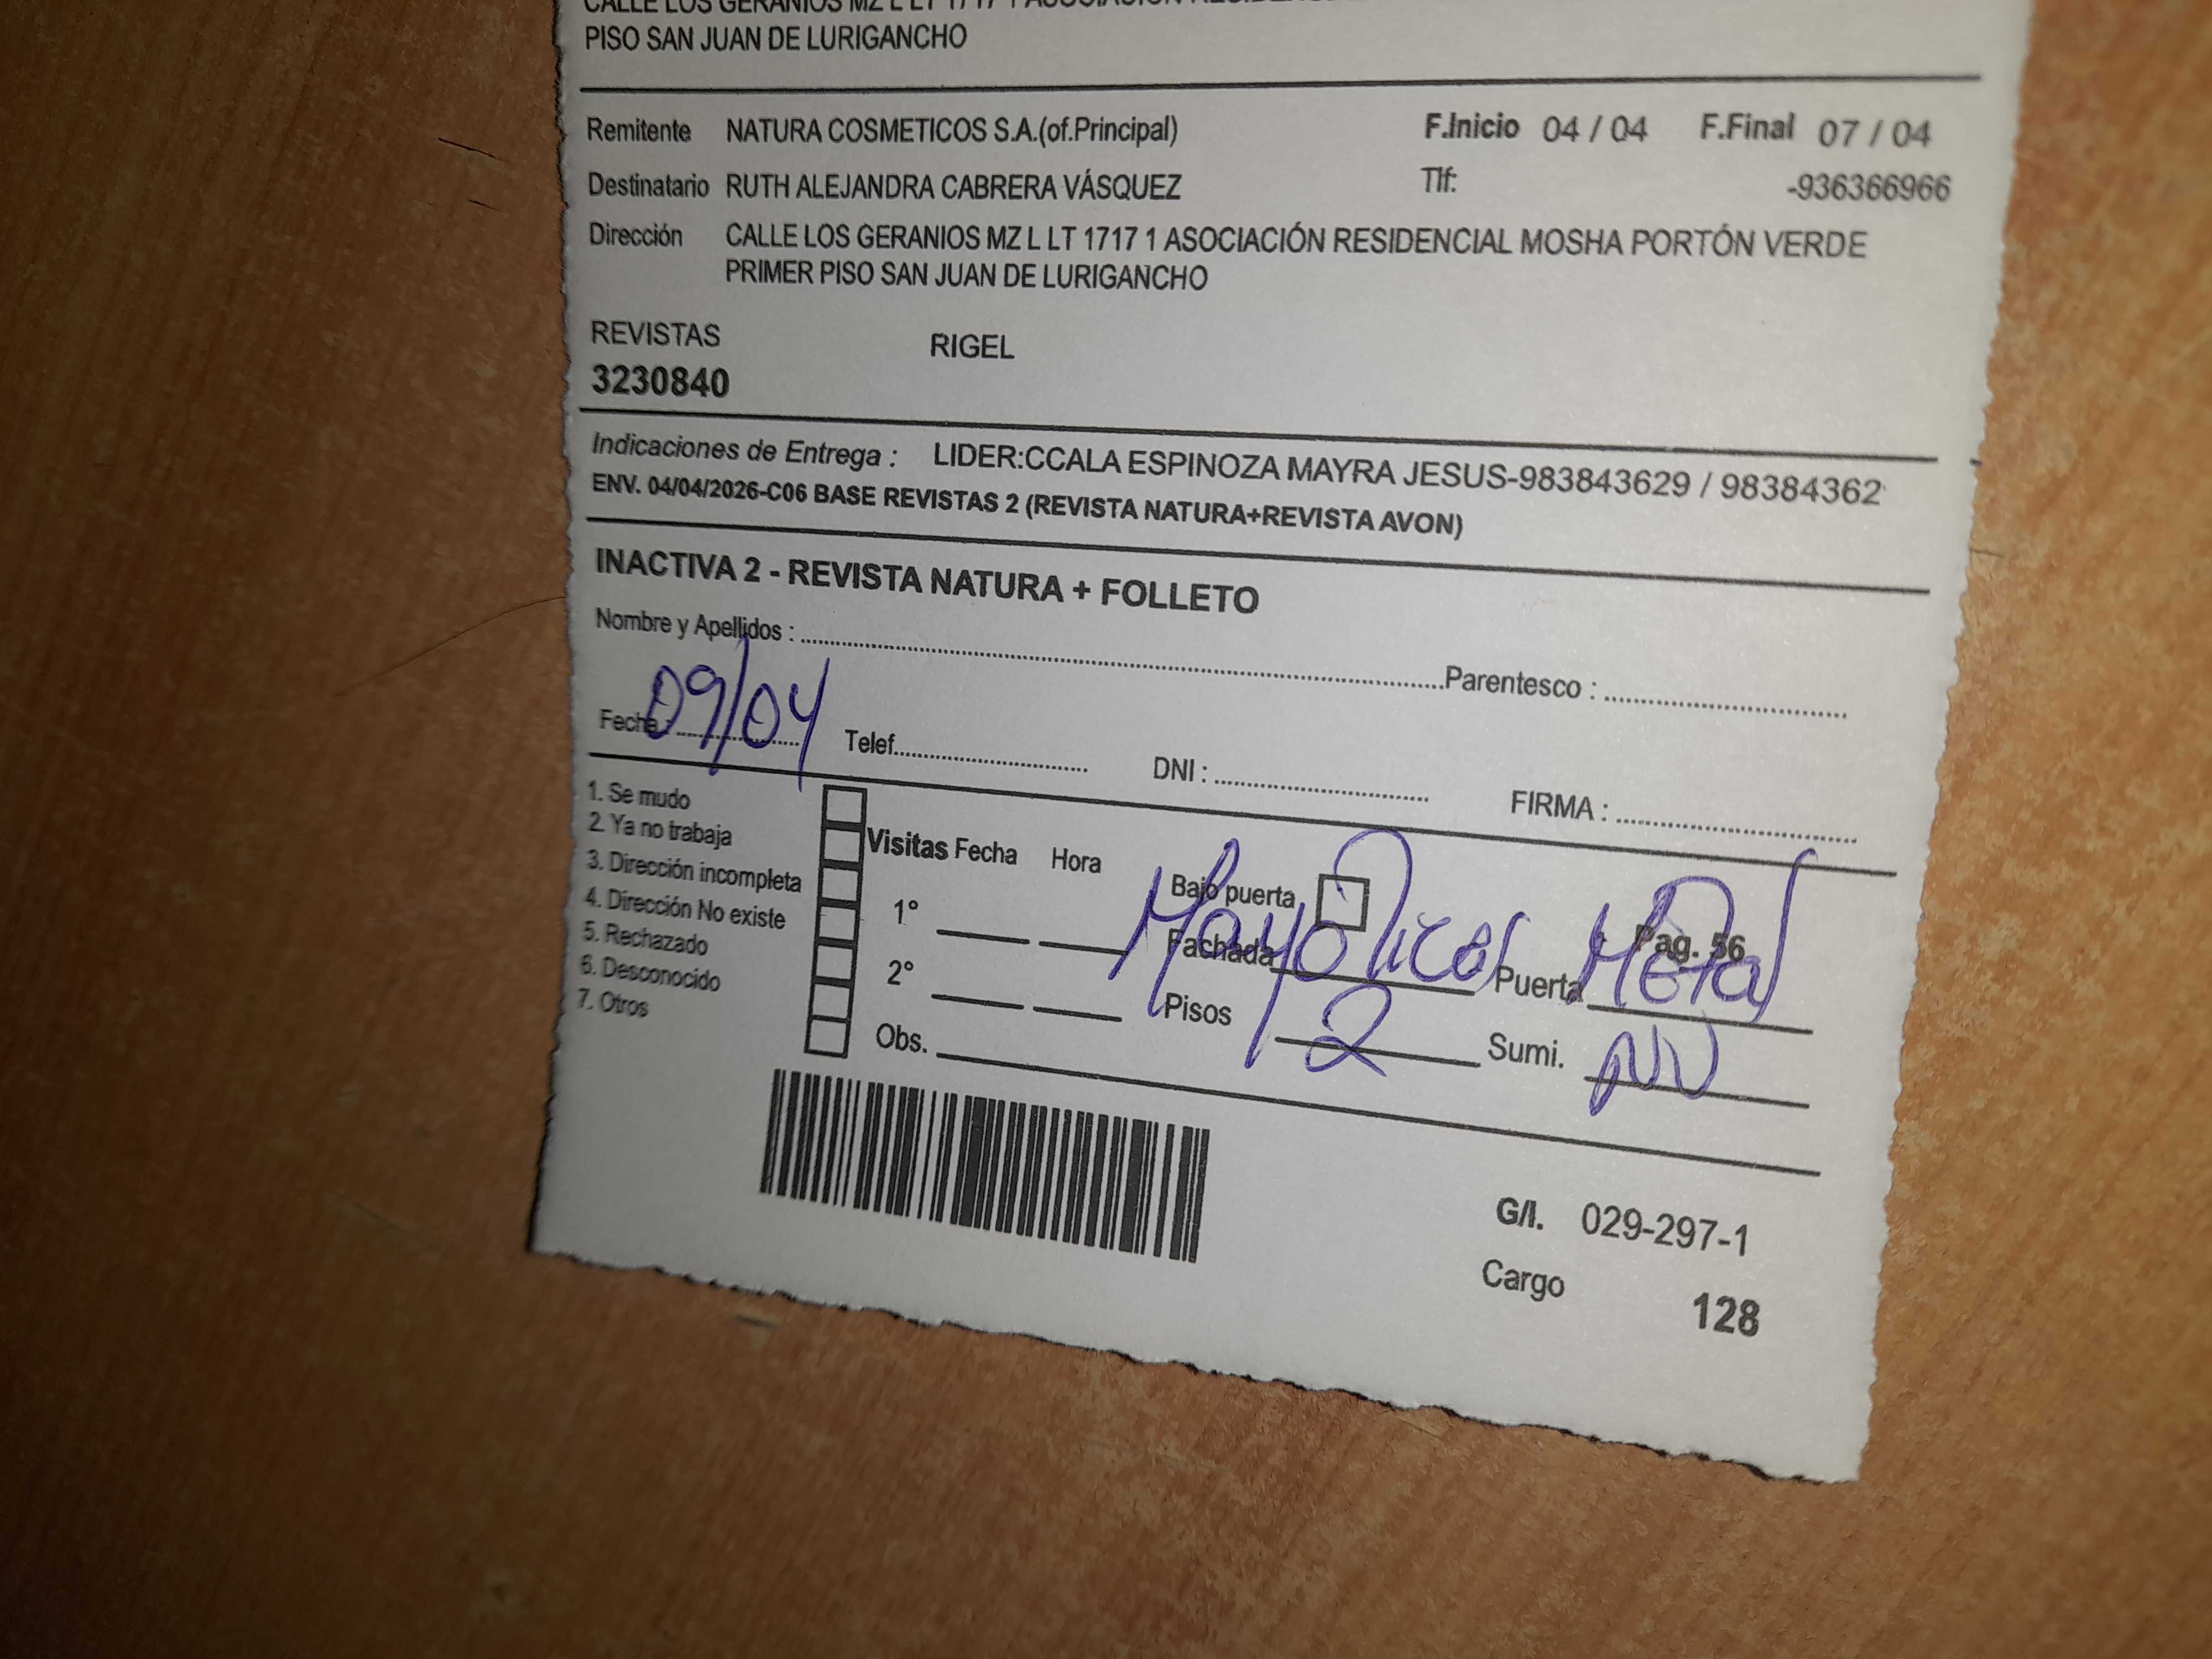 PISO SAN JUAN DE LURIGANCHO
Remitente NATURA COSMETICOS S.A.(of.Principal) F.Inicio 04 / 04 F.Final 07 / 04
Destinatario RUTH ALEJANDRA CABRERA VÁSQUEZ Tlf: -936366966
Dirección CALLE LOS GERANIOS MZ L LT 1717 1 ASOCIACIÓN RESIDENCIAL MOSHA PORTÓN VERDE
PRIMER PISO SAN JUAN DE LURIGANCHO
REVISTAS RIGEL
3230840
Indicaciones de Entrega : LIDER:CCALA ESPINOZA MAYRA JESUS-983843629 / 98384362
ENV. 04/04/2026-C06 BASE REVISTAS 2 (REVISTA NATURA+REVISTA AVON)
INACTIVA 2 - REVISTA NATURA + FOLLETO
Nombre y Apellidos : Parentesco :
Fecha : 09/04 Telef. DNI : FIRMA :
1. Se mudo
2. Ya no trabaja
3. Dirección incompleta
4. Dirección No existe
5. Rechazado
6. Desconocido
7. Otros
Visitas Fecha Hora
1°
2°
Obs.
Bajo puerta Pag. 56
Fachada Mayolicas Puerta Metal
Pisos 2 Sumi. NV
G/I. 029-297-1
Cargo 128